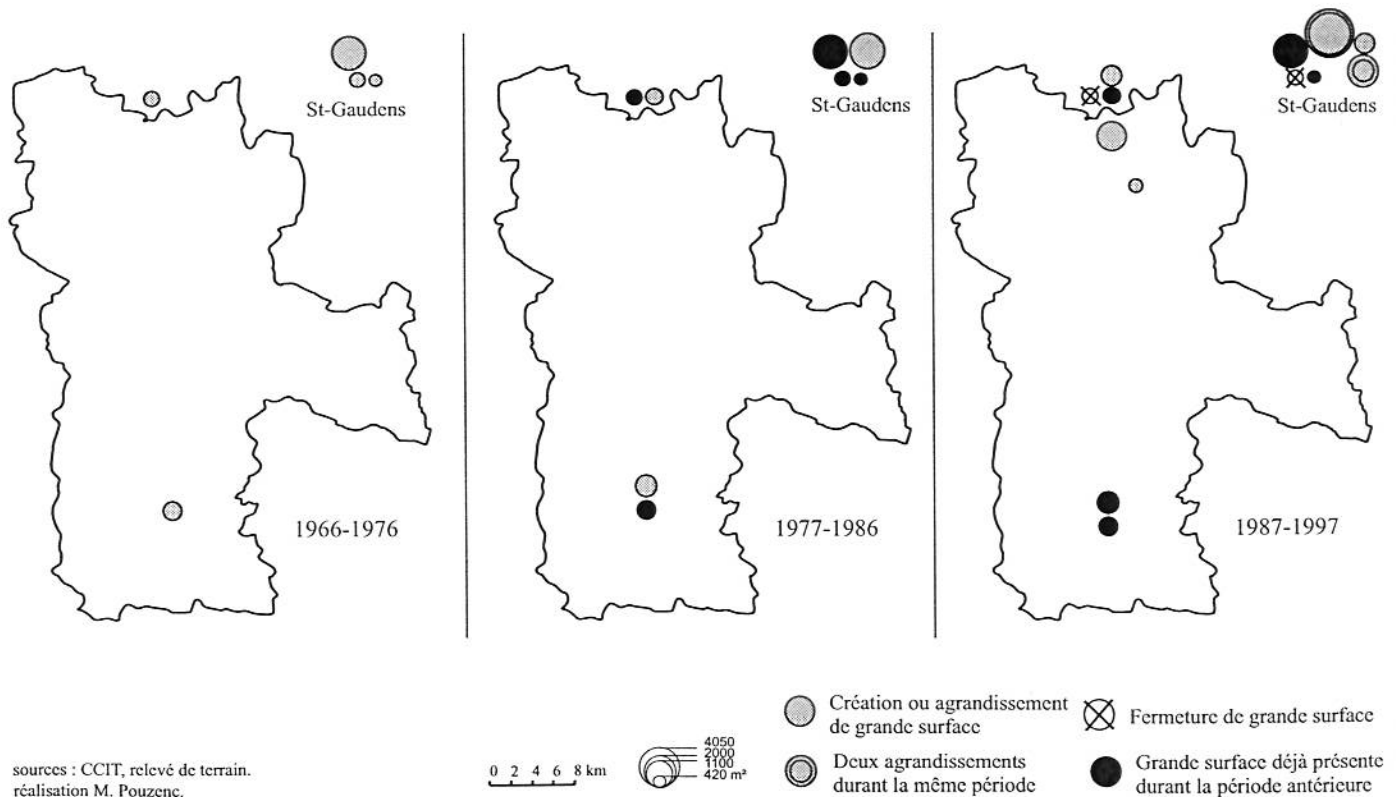 St-Gaudens
St-Gaudens
St-Gaudens
1966-1976
1977-1986
1987-1997
sources : CCIT, relevé de terrain.
réalisation M. Pouzenc.
0 2 4 6 8 km
4050
2000
1100
420 m²
Création ou agrandissement
de grande surface
Fermeture de grande surface
Deux agrandissements
durant la même période
Grande surface déjà présente
durant la période antérieure